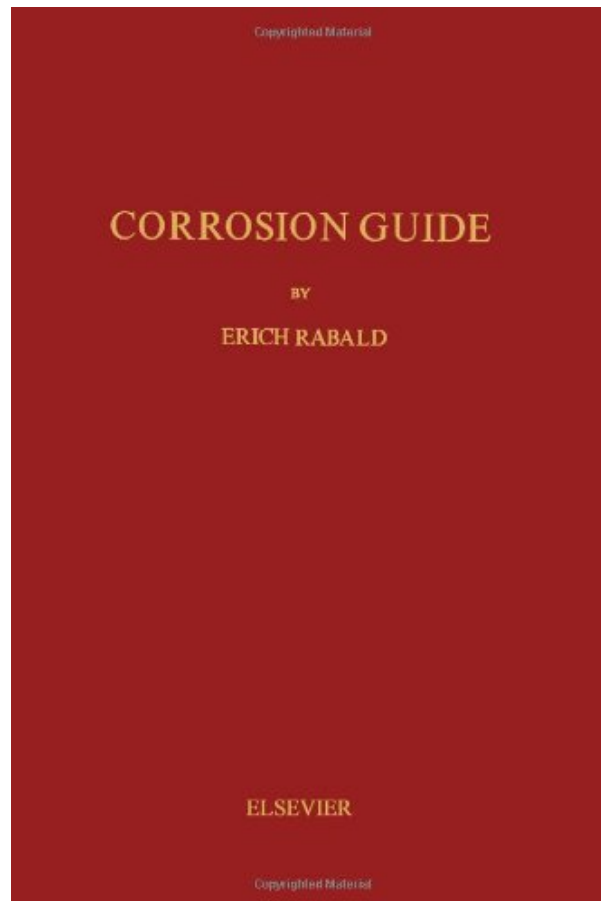 Copyrighted Material
CORROSION GUIDE
BY
ERICH RABALD
ELSEVIER
Copyrighted Material